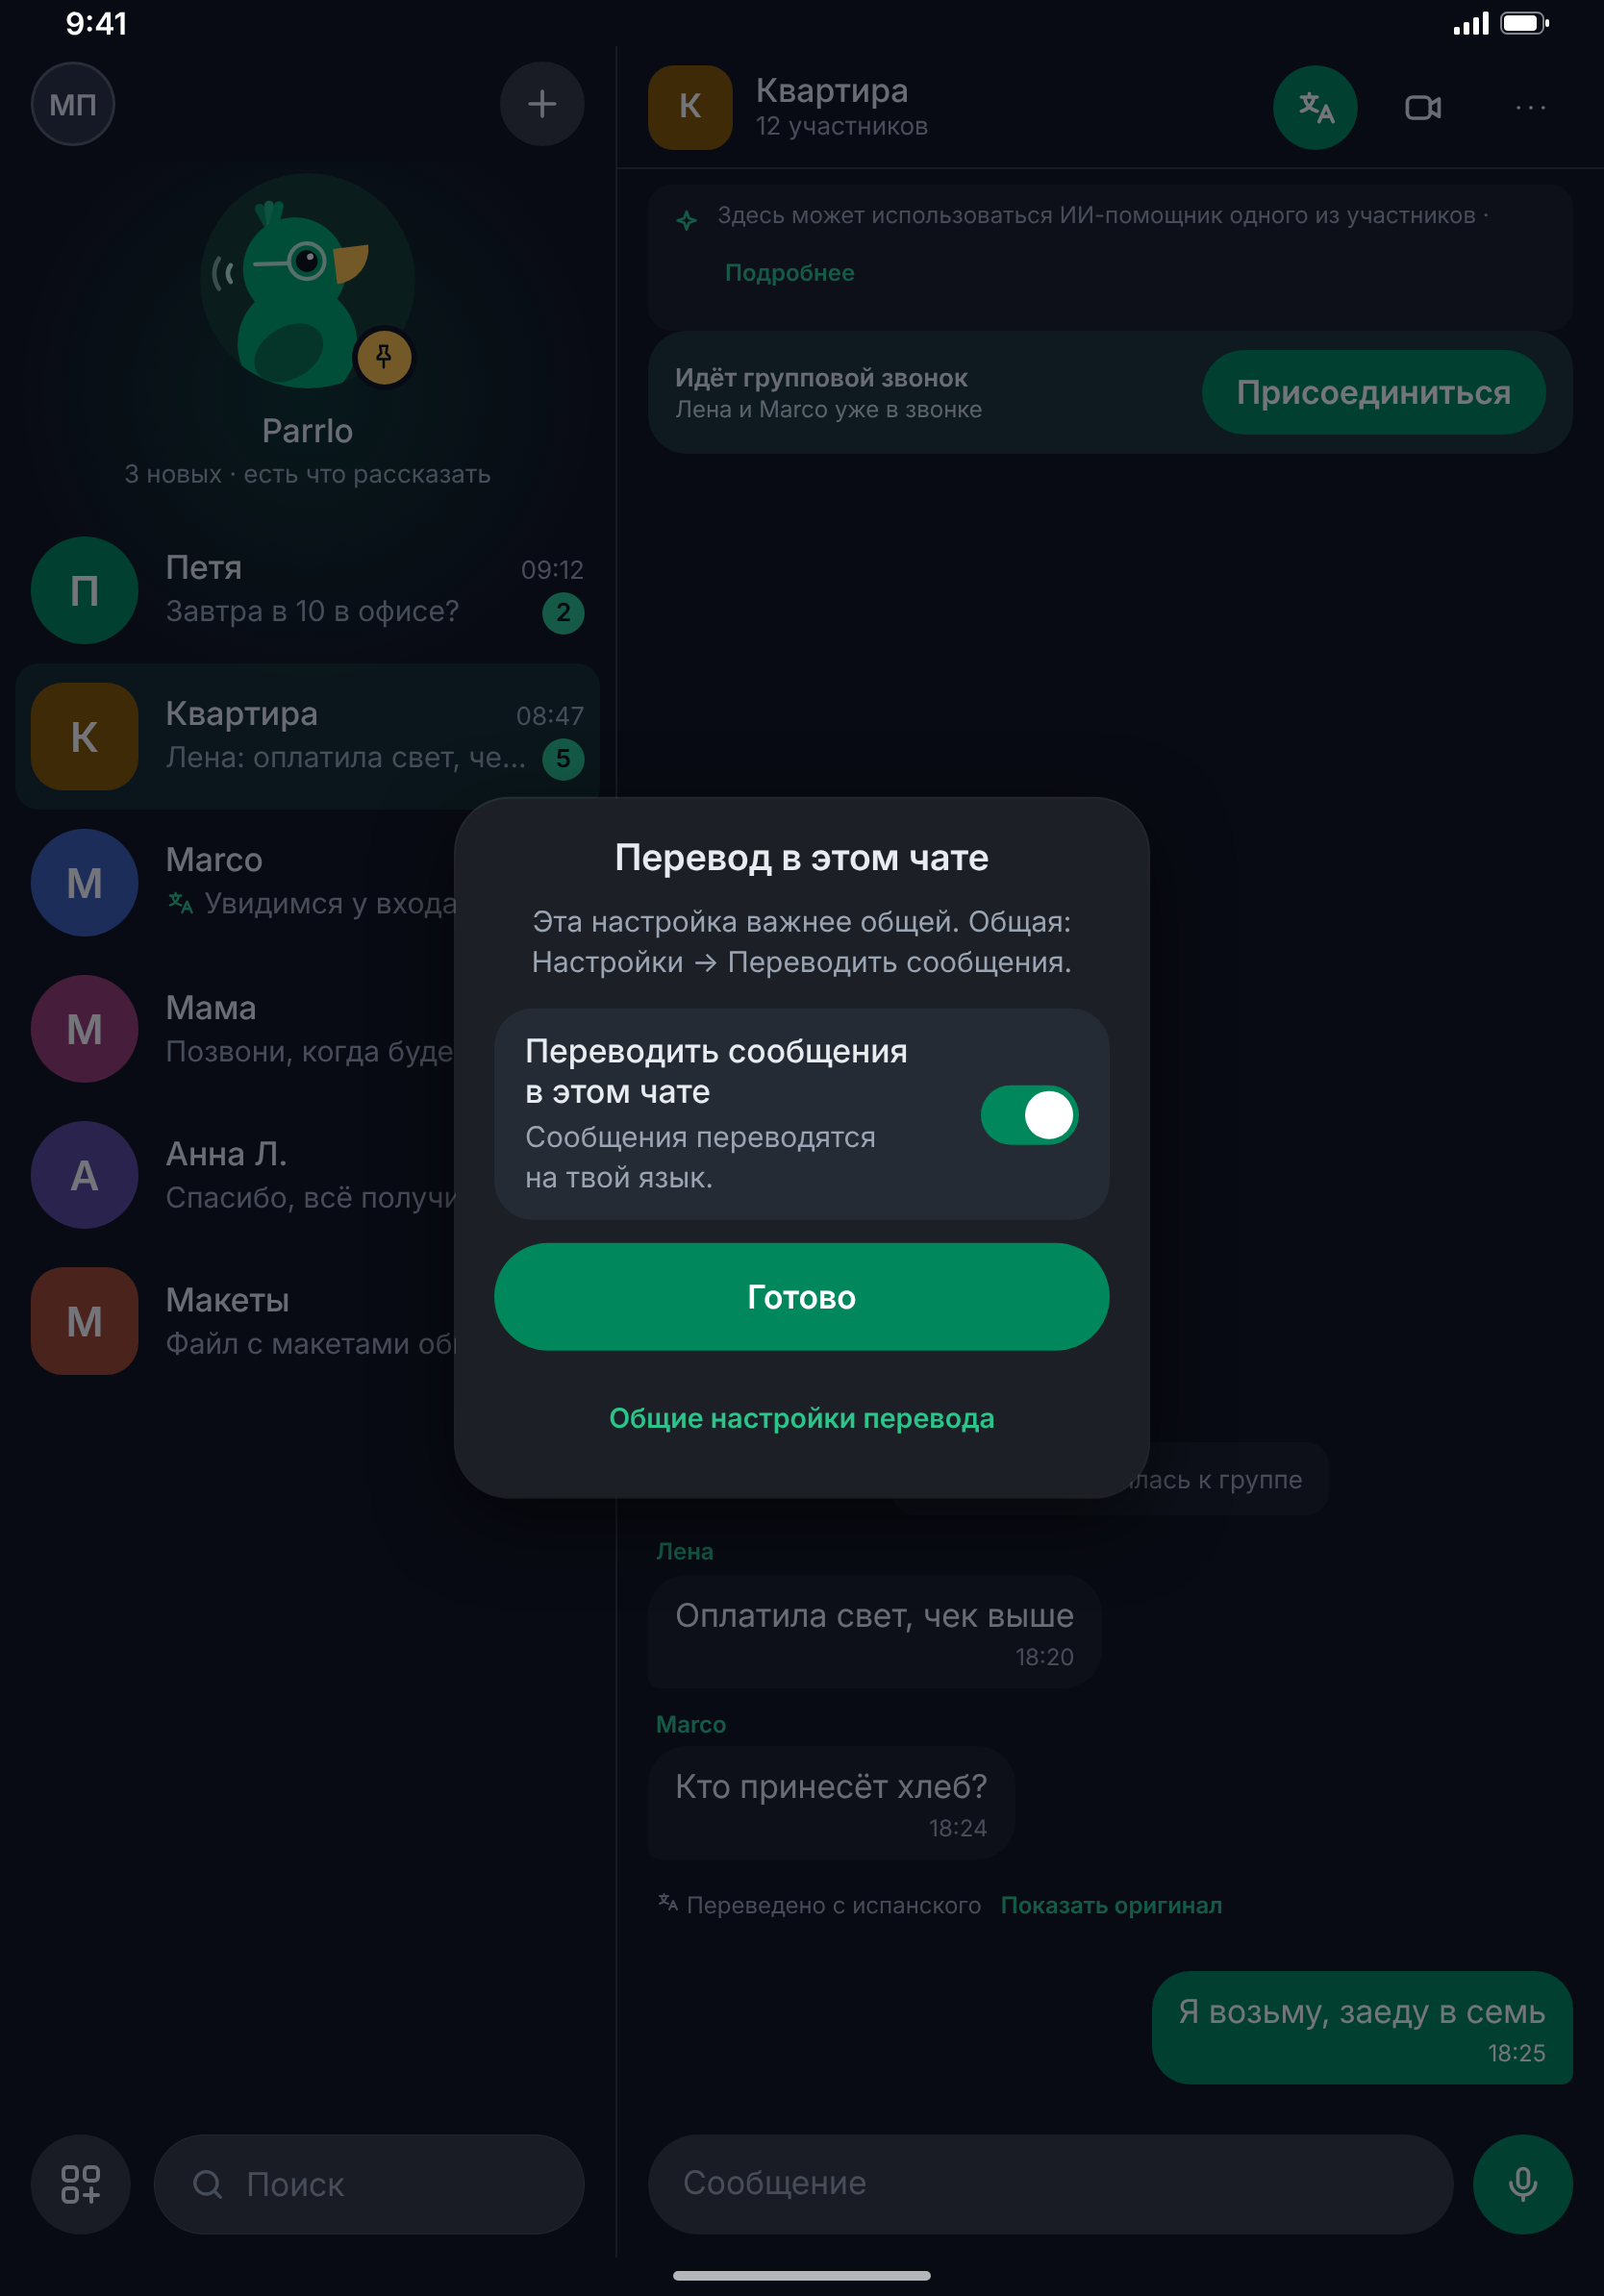 9:41
МП
Parrlo
3 новых · есть что рассказать
П
Петя
09:12
Завтра в 10 в офисе?
2
К
Квартира
08:47
Лена: оплатила свет, че...
5
M
Marco
Увидимся у входа
М
Мама
Позвони, когда буде
А
Анна Л.
Спасибо, всё получи
М
Макеты
Файл с макетами
Поиск
К
Квартира
12 участников
Здесь может использоваться ИИ-помощник одного из участников ·
Подробнее
Идёт групповой звонок
Лена и Marco уже в звонке
Присоединиться
Перевод в этом чате
Эта настройка важнее общей. Общая:
Настройки → Переводить сообщения.
Переводить сообщения
в этом чате
Сообщения переводятся
на твой язык.
Готово
Общие настройки перевода
лась к группе
Лена
Оплатила свет, чек выше
18:20
Marco
Кто принесёт хлеб?
18:24
Переведено с испанского Показать оригинал
Я возьму, заеду в семь
18:25
Сообщение